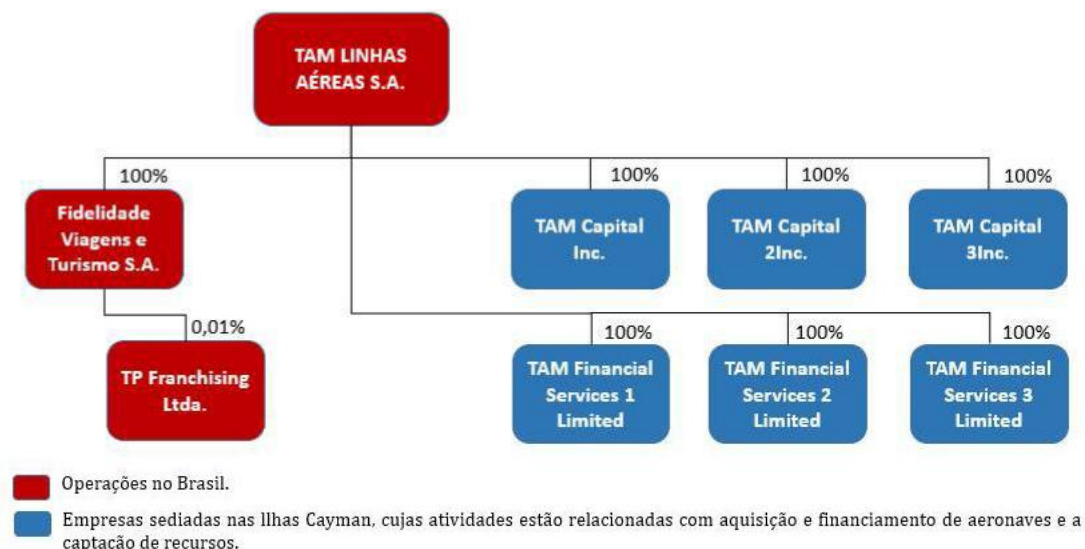 TAM LINHAS
AÉREAS S.A.
100%
100%
100%
100%
Fidelidade
Viagens e
Turismo S.A.
TAM Capital
Inc.
TAM Capital
2Inc.
TAM Capital
3Inc.
0,01%
100%
100%
100%
TP Franchising
Ltda.
TAM Financial
Services 1
Limited
TAM Financial
Services 2
Limited
TAM Financial
Services 3
Limited
Operações no Brasil.
Empresas sediadas nas Ilhas Cayman, cujas atividades estão relacionadas com aquisição e financiamento de aeronaves e a
captação de recursos.